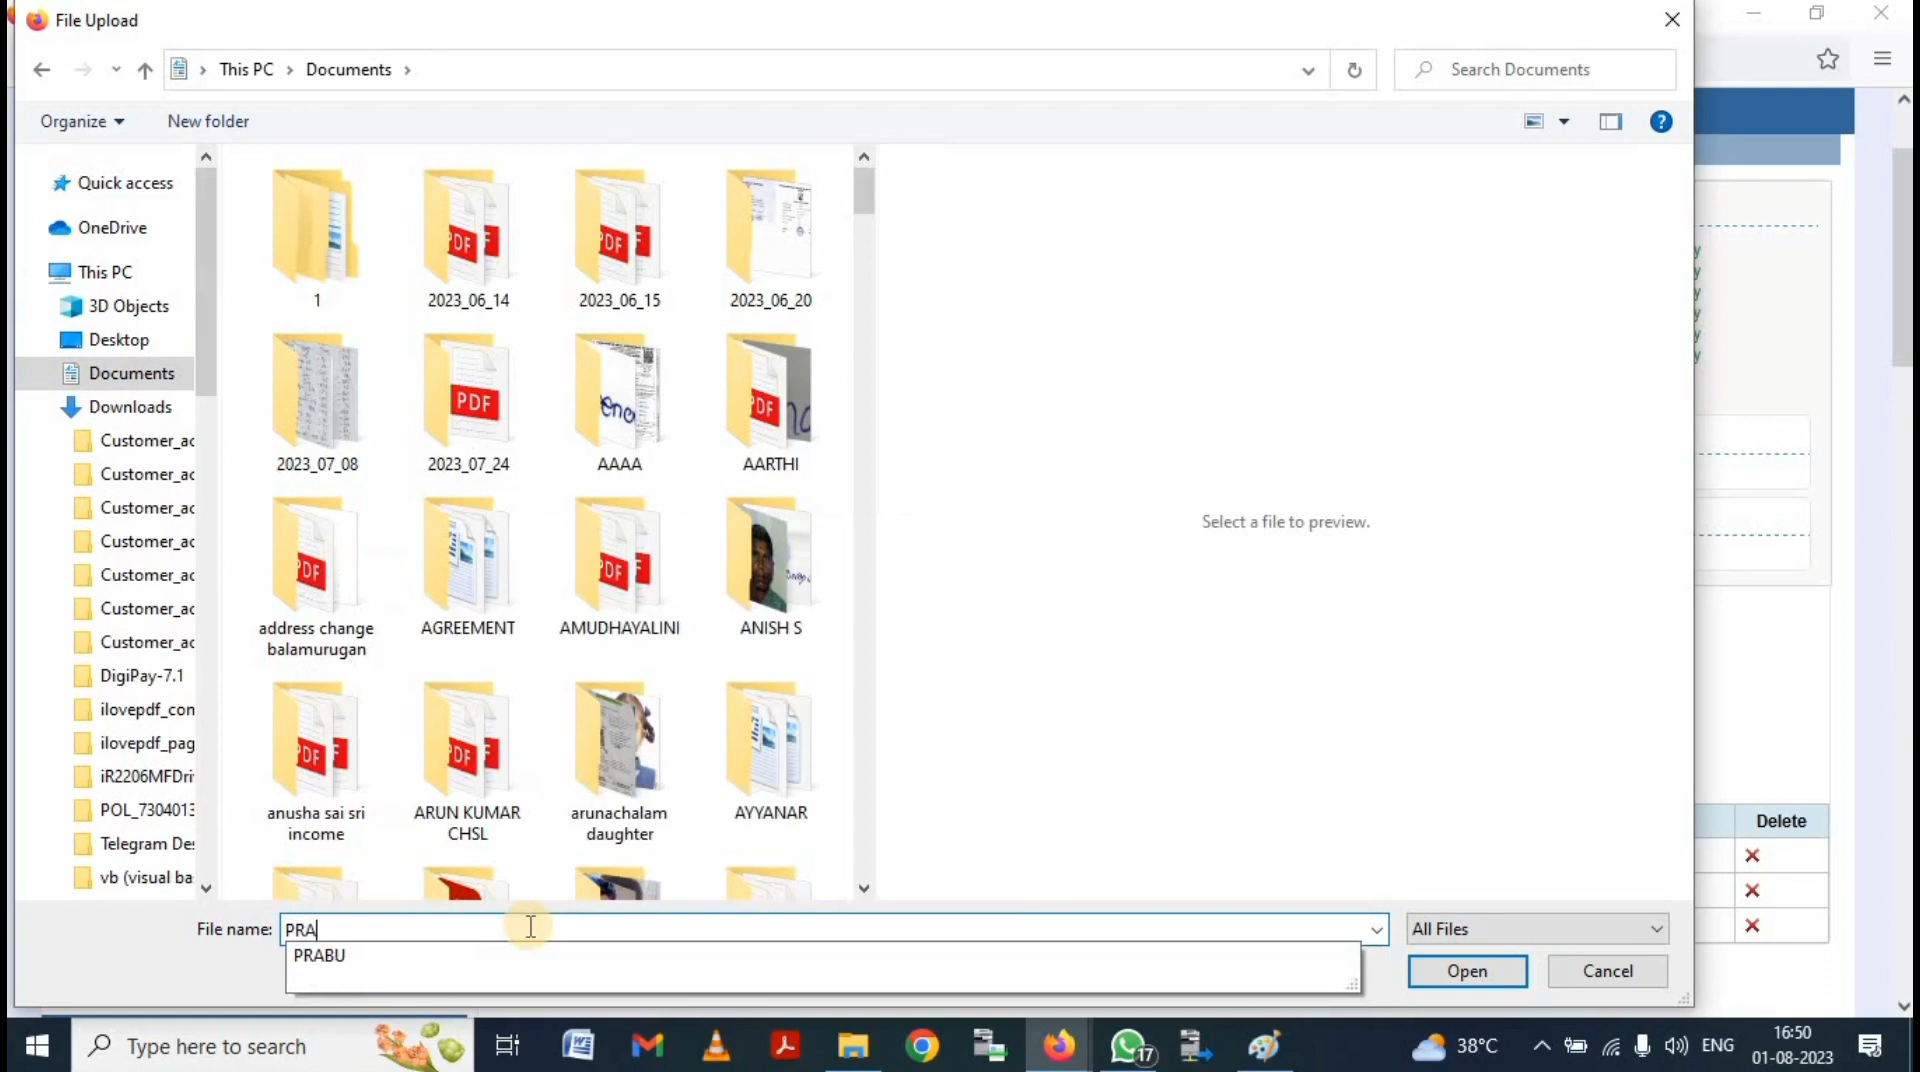 File Upload
This PC
Documents
Search Documents
Organize
New folder
Quick access
OneDrive
This PC
3D Objects
Desktop
Documents
Downloads
Customer_ac
Customer_ac
Customer_ac
Customer_ac
Customer_ac
Customer_ac
Customer_ac
DigiPay-7.1
ilovepdf_con
ilovepdf_pag
iR2206MFDri
POL_7304013
Telegram Des
vb (visual ba
1
2023_06_14
2023_06_15
2023_06_20
2023_07_08
2023_07_24
AAAA
AARTHI
address change
balamurugan
AGREEMENT
AMUDHAYALINI
ANISH S
anusha sai sri
income
ARUN KUMAR
CHSL
arunachalam
daughter
AYYANAR
Select a file to preview.
Delete
File name:
PRA
PRABU
All Files
Open
Cancel
Type here to search
17
38°C
ENG
16:50
01-08-2023